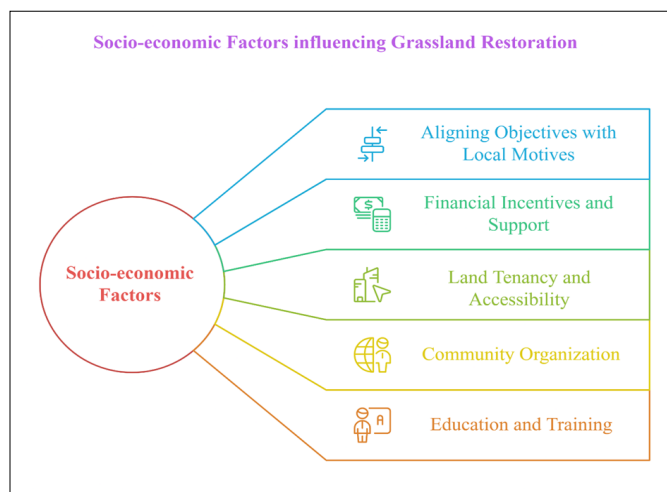 Socio-economic Factors influencing Grassland Restoration
Aligning Objectives with
Local Motives
$
Financial Incentives and
Support
Socio-economic
Factors
Land Tenancy and
Accessibility
Community Organization
A
Education and Training